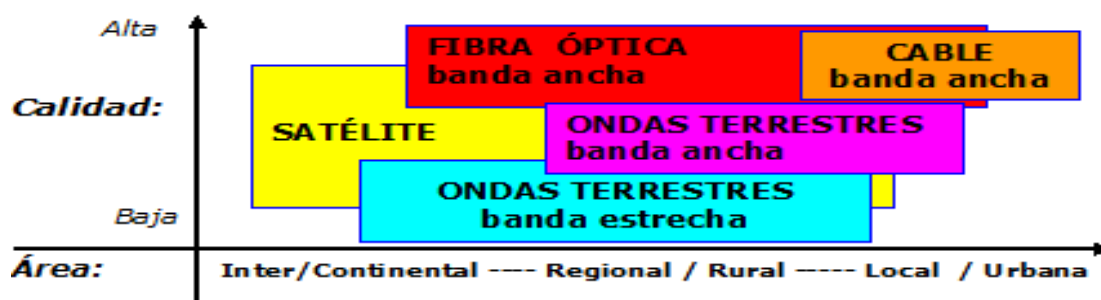 Alta
FIBRA ÓPTICA
banda ancha
CABLE
banda ancha
Calidad:
SATÉLITE
ONDAS TERRESTRES
banda ancha
ONDAS TERRESTRES
banda estrecha
Baja
Área:
Inter/Continental ---- Regional / Rural ----- Local / Urbana